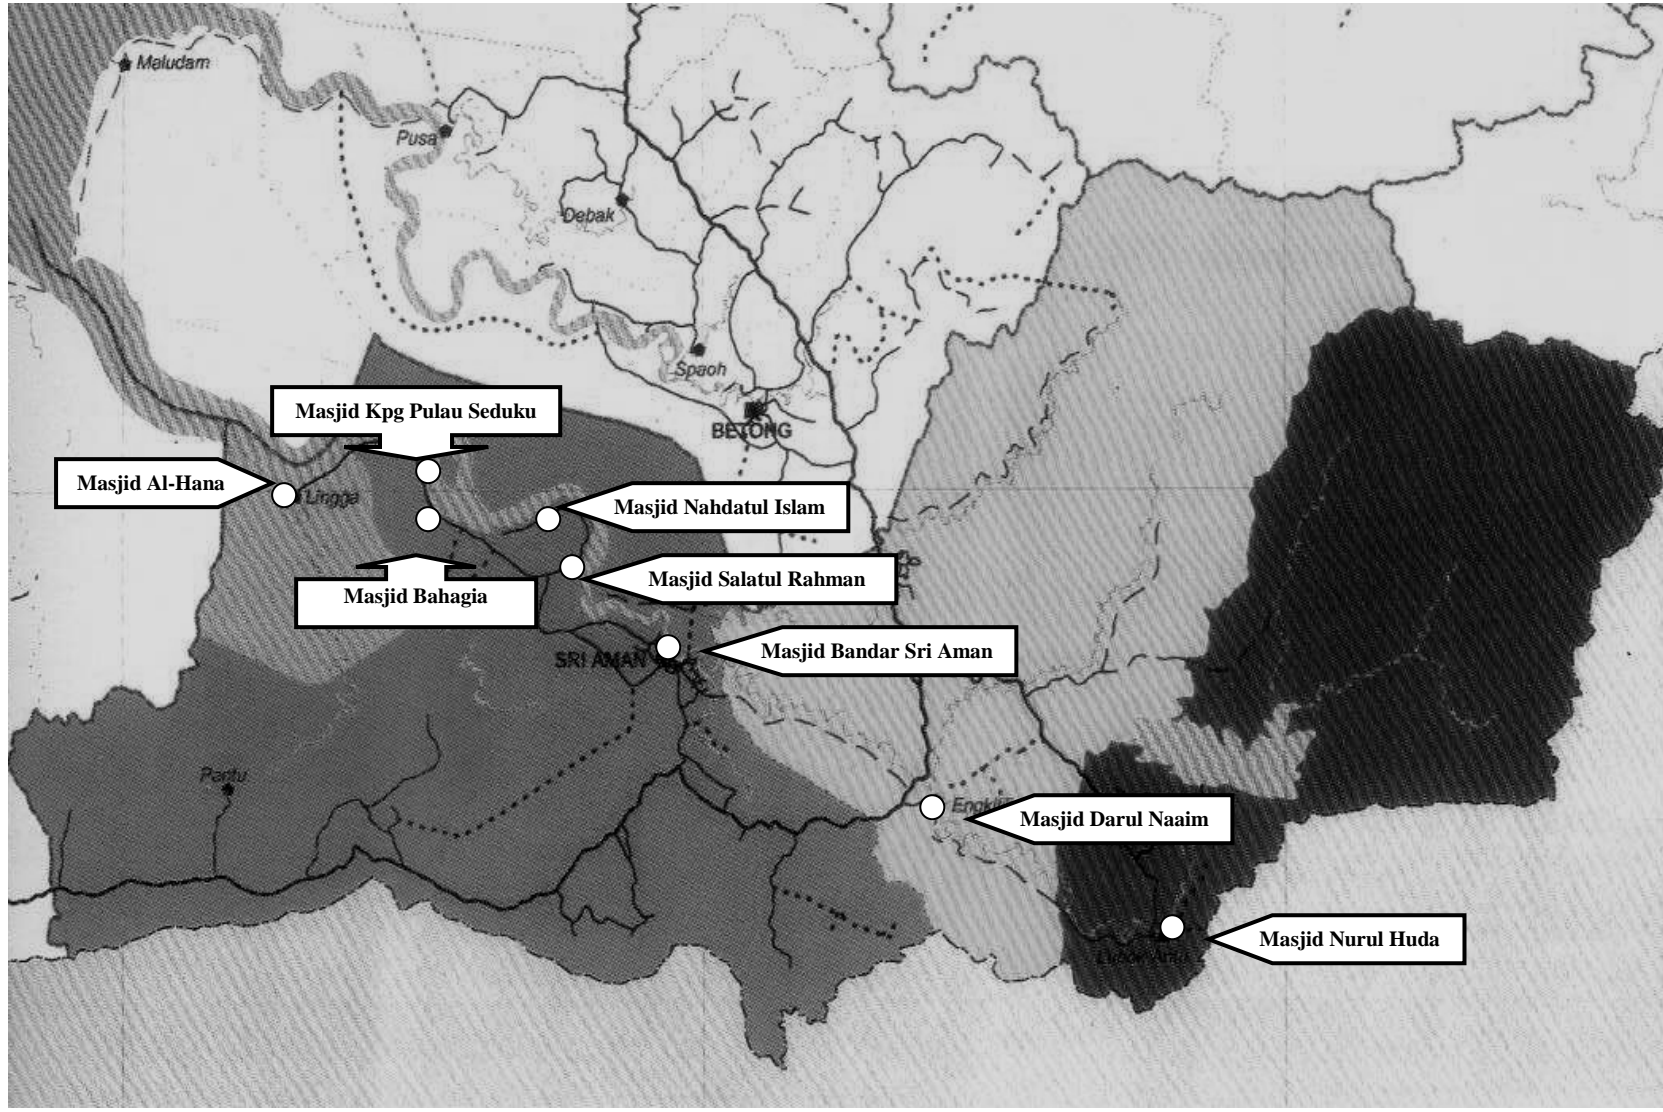 Maludam
Pusa
Debak
Spaoh
BETONG
Masjid Kpg Pulau Seduku
Masjid Al-Hana
Lingga
Masjid Nahdatul Islam
Masjid Salatul Rahman
Masjid Bahagia
SRI AMAN
Masjid Bandar Sri Aman
Pantu
Masjid Darul Naaim
Masjid Nurul Huda